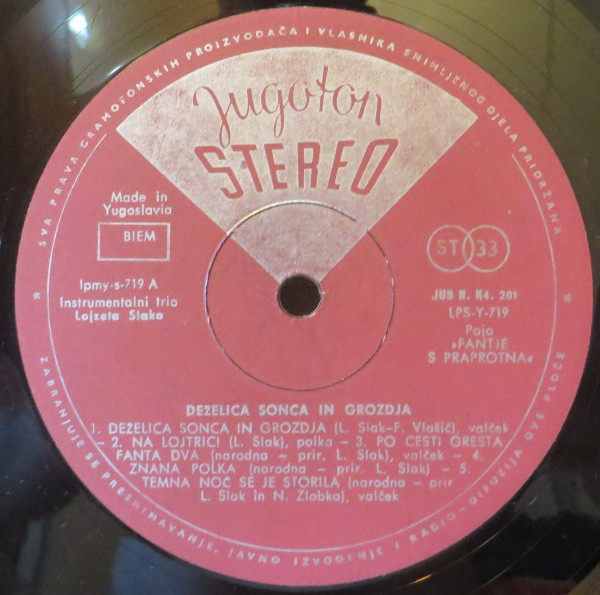 SVA PRAVA GRAMOFONSKIH PROIZVOĐAČA I VLASNIKA SNIMLJENOG DJELA PRIDRŽANA
Jugoton
STEREO
Made in
Yugoslavia
BIEM
lpmy-s-719 A
Instrumentalni trio
Lojzeta Slaka
ST 33
JUS N. N4. 201
LPS-Y-719
Pojo
»FANTJE
S PRAPROTNA«
DEZELICA SONCA IN GROZDJA
1. DEZELICA SONCA IN GROZDJA (L. Slak-F. Vlašič), valček
- 2. NA LOJTRICI (L. Slak), polka - 3. PO CESTI GRESTA
FANTA DVA (narodna - prir. L. Slak), valček - 4.
ZNANA POLKA (narodna - prir. L. Slak) - 5.
TEMNA NOČ SE JE STORILA (narodna - prir
L. Slak in N. Zlobko), valček
ZABRANJUJE SE PRESNIMAVANJE, JAVNO IZVOĐENJE I RADIO-DIFUZIJA OVE PLOČE